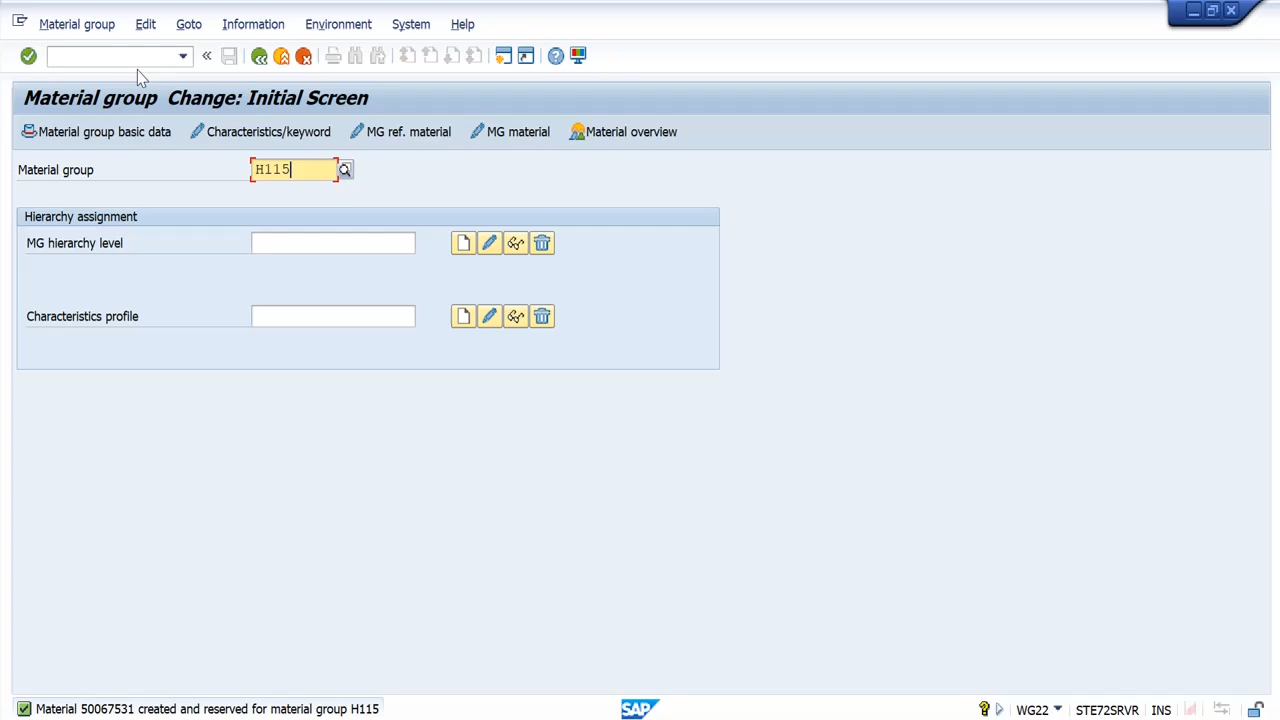 Material group Edit Goto Information Environment System Help
Material group Change: Initial Screen
Material group basic data Characteristics/keyword MG ref. material MG material Material overview
Material group H115
Hierarchy assignment
MG hierarchy level
Characteristics profile
Material 50067531 created and reserved for material group H115 SAP WG22 STE72SRVR INS